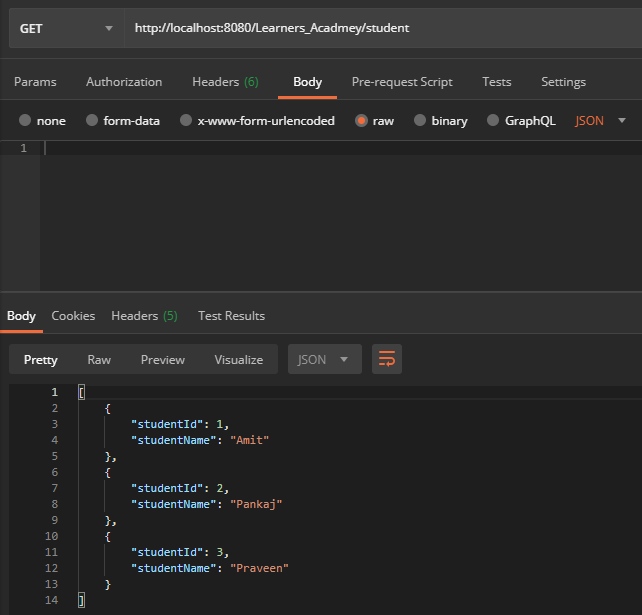 GET http://localhost:8080/Learners_Acadmey/student
Params Authorization Headers (6) Body Pre-request Script Tests Settings
none form-data x-www-form-urlencoded raw binary GraphQL JSON
1
Body Cookies Headers (5) Test Results
Pretty Raw Preview Visualize JSON
1 [
2 {
3 "studentId": 1,
4 "studentName": "Amit"
5 },
6 {
7 "studentId": 2,
8 "studentName": "Pankaj"
9 },
10 {
11 "studentId": 3,
12 "studentName": "Praveen"
13 }
14 ]